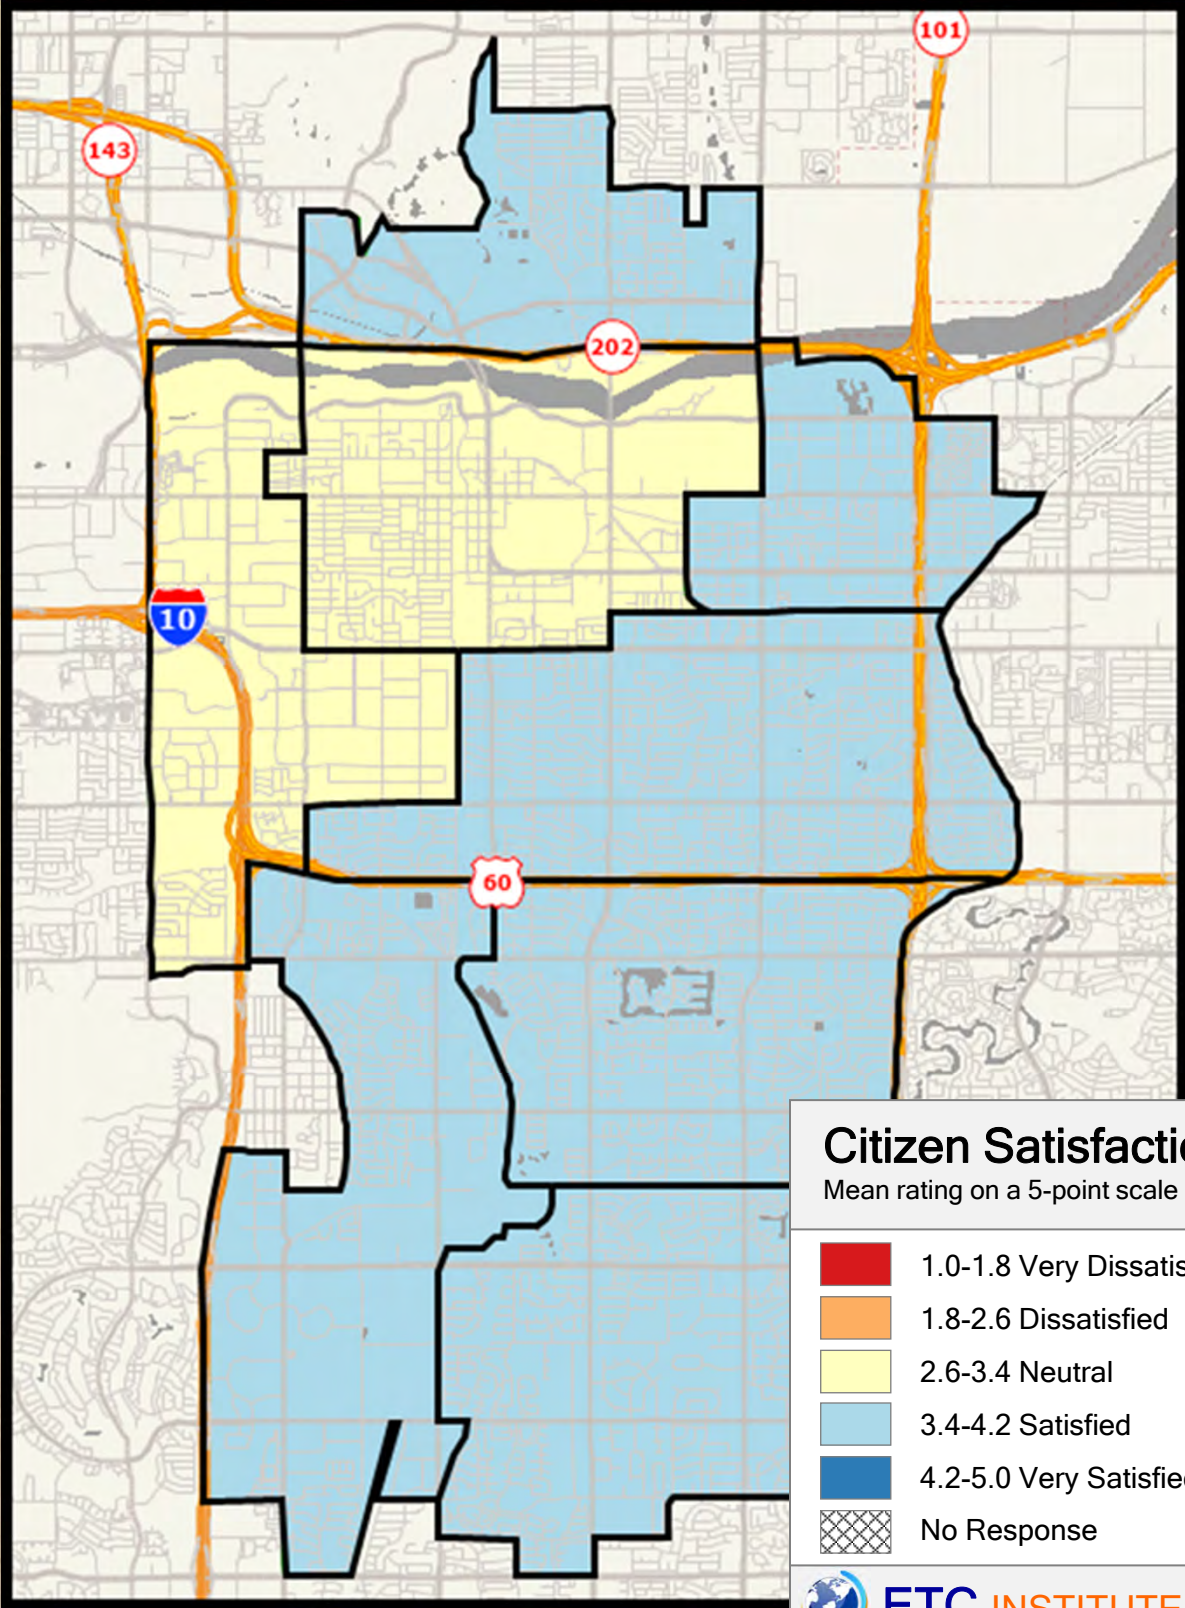 101
143
202
10
60
Citizen Satisfacti
Mean rating on a 5-point scale
1.0-1.8 Very Dissatis
1.8-2.6 Dissatisfied
2.6-3.4 Neutral
3.4-4.2 Satisfied
4.2-5.0 Very Satisfie
No Response
ETC INSTITUTE